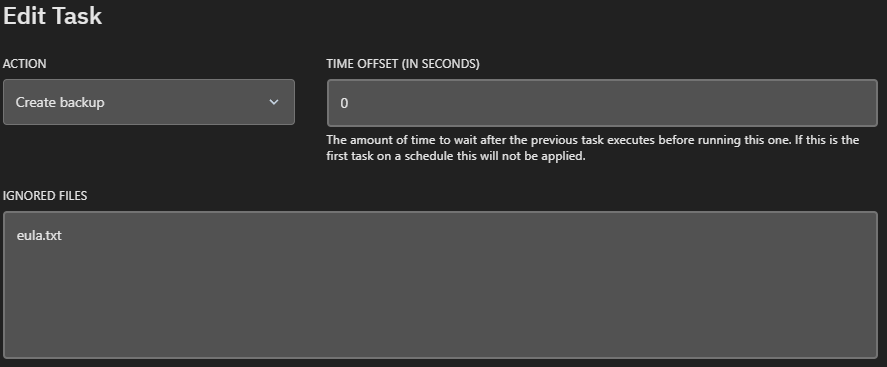 Edit Task
ACTION
TIME OFFSET (IN SECONDS)
Create backup
0
The amount of time to wait after the previous task executes before running this one. If this is the
first task on a schedule this will not be applied.
IGNORED FILES
eula.txt